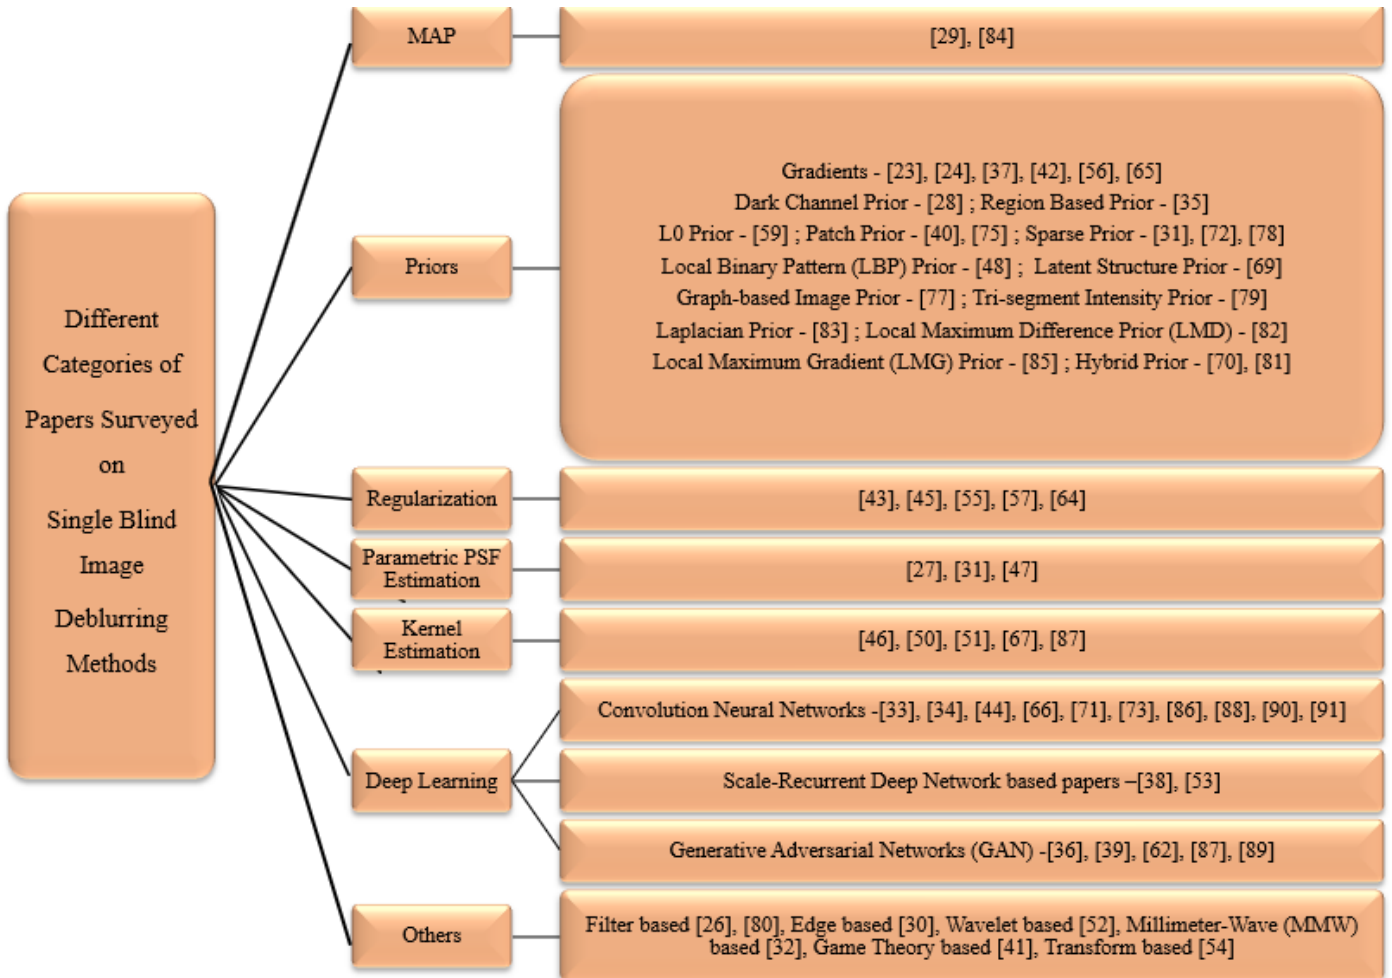 Different
Categories of
Papers Surveyed
on
Single Blind
Image
Deblurring
Methods
MAP
[29], [84]
Priors
Gradients - [23], [24], [37], [42], [56], [65]
Dark Channel Prior - [28] ; Region Based Prior - [35]
L0 Prior - [59] ; Patch Prior - [40], [75] ; Sparse Prior - [31], [72], [78]
Local Binary Pattern (LBP) Prior - [48] ; Latent Structure Prior - [69]
Graph-based Image Prior - [77] ; Tri-segment Intensity Prior - [79]
Laplacian Prior - [83] ; Local Maximum Difference Prior (LMD) - [82]
Local Maximum Gradient (LMG) Prior - [85] ; Hybrid Prior - [70], [81]
Regularization
[43], [45], [55], [57], [64]
Parametric PSF
Estimation
[27], [31], [47]
Kernel
Estimation
[46], [50], [51], [67], [87]
Deep Learning
Convolution Neural Networks -[33], [34], [44], [66], [71], [73], [86], [88], [90], [91]
Scale-Recurrent Deep Network based papers –[38], [53]
Generative Adversarial Networks (GAN) -[36], [39], [62], [87], [89]
Others
Filter based [26], [80], Edge based [30], Wavelet based [52], Millimeter-Wave (MMW)
based [32], Game Theory based [41], Transform based [54]